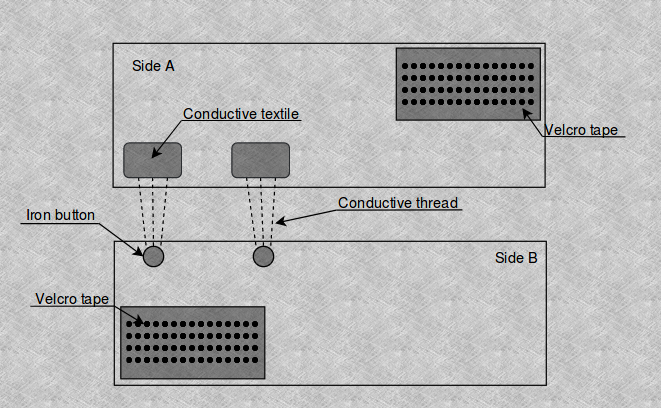 Side A
Conductive textile
Velcro tape
Conductive thread
Iron button
Side B
Velcro tape